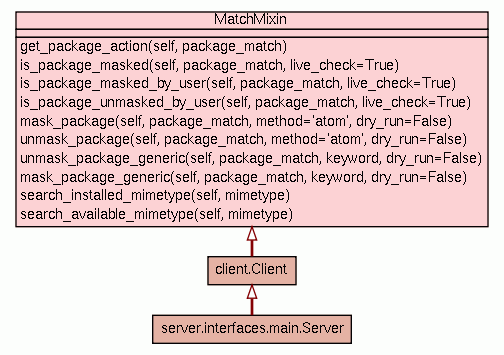 MatchMixin
get_package_action(self, package_match)
is_package_masked(self, package_match, live_check=True)
is_package_masked_by_user(self, package_match, live_check=True)
is_package_unmasked_by_user(self, package_match, live_check=True)
mask_package(self, package_match, method='atom', dry_run=False)
unmask_package(self, package_match, method='atom', dry_run=False)
unmask_package_generic(self, package_match, keyword, dry_run=False)
mask_package_generic(self, package_match, keyword, dry_run=False)
search_installed_mimetype(self, mimetype)
search_available_mimetype(self, mimetype)
client.Client
server.interfaces.main.Server